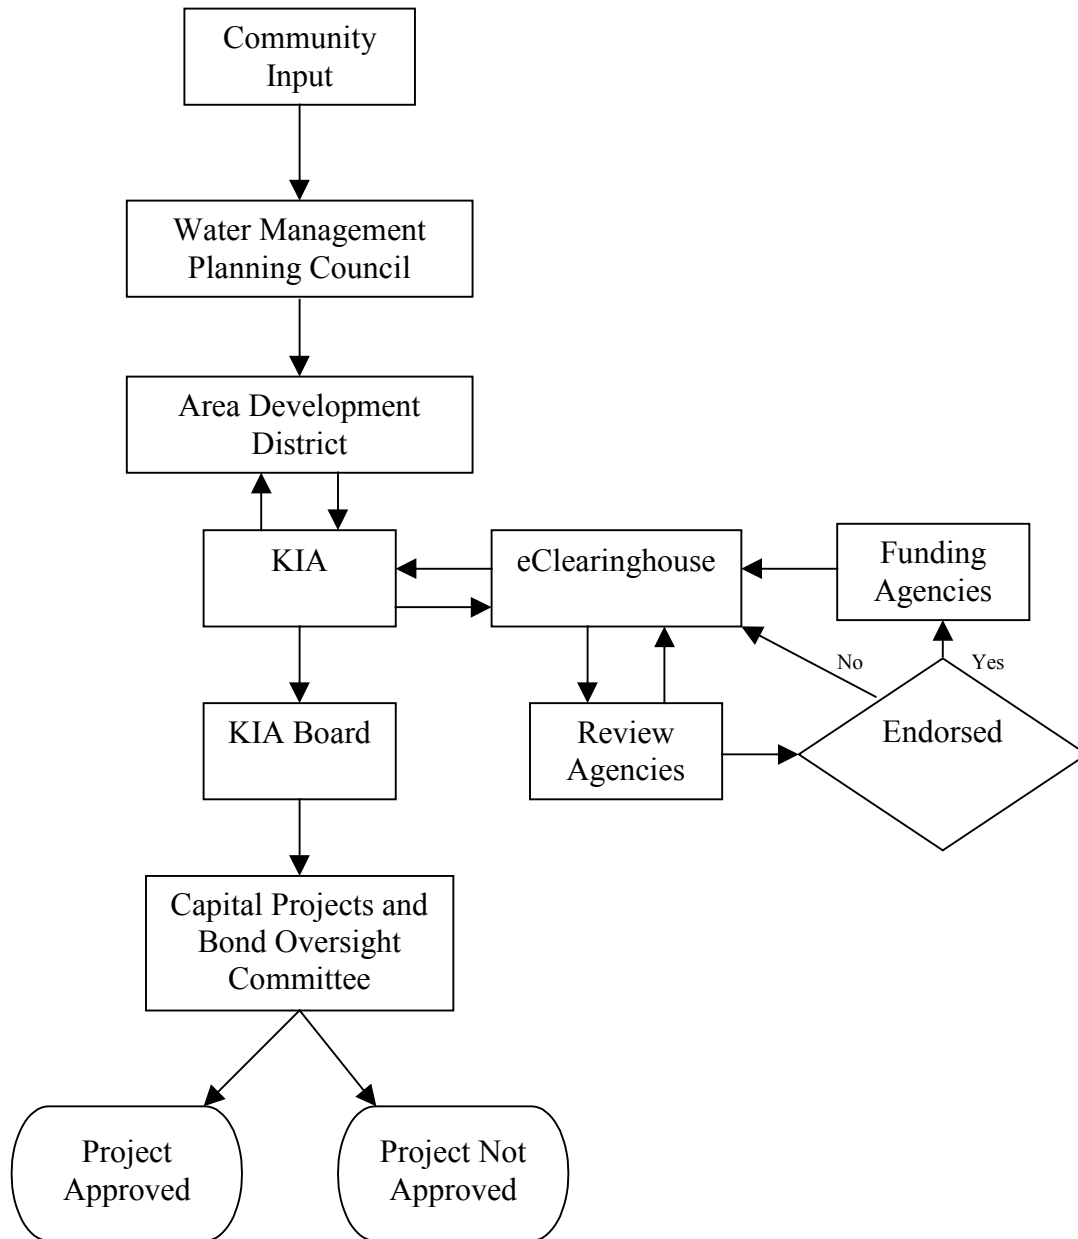 Community
Input
Water Management
Planning Council
Area Development
District
KIA
eClearinghouse
Funding
Agencies
No
Yes
KIA Board
Review
Agencies
Endorsed
Capital Projects and
Bond Oversight
Committee
Project
Approved
Project Not
Approved